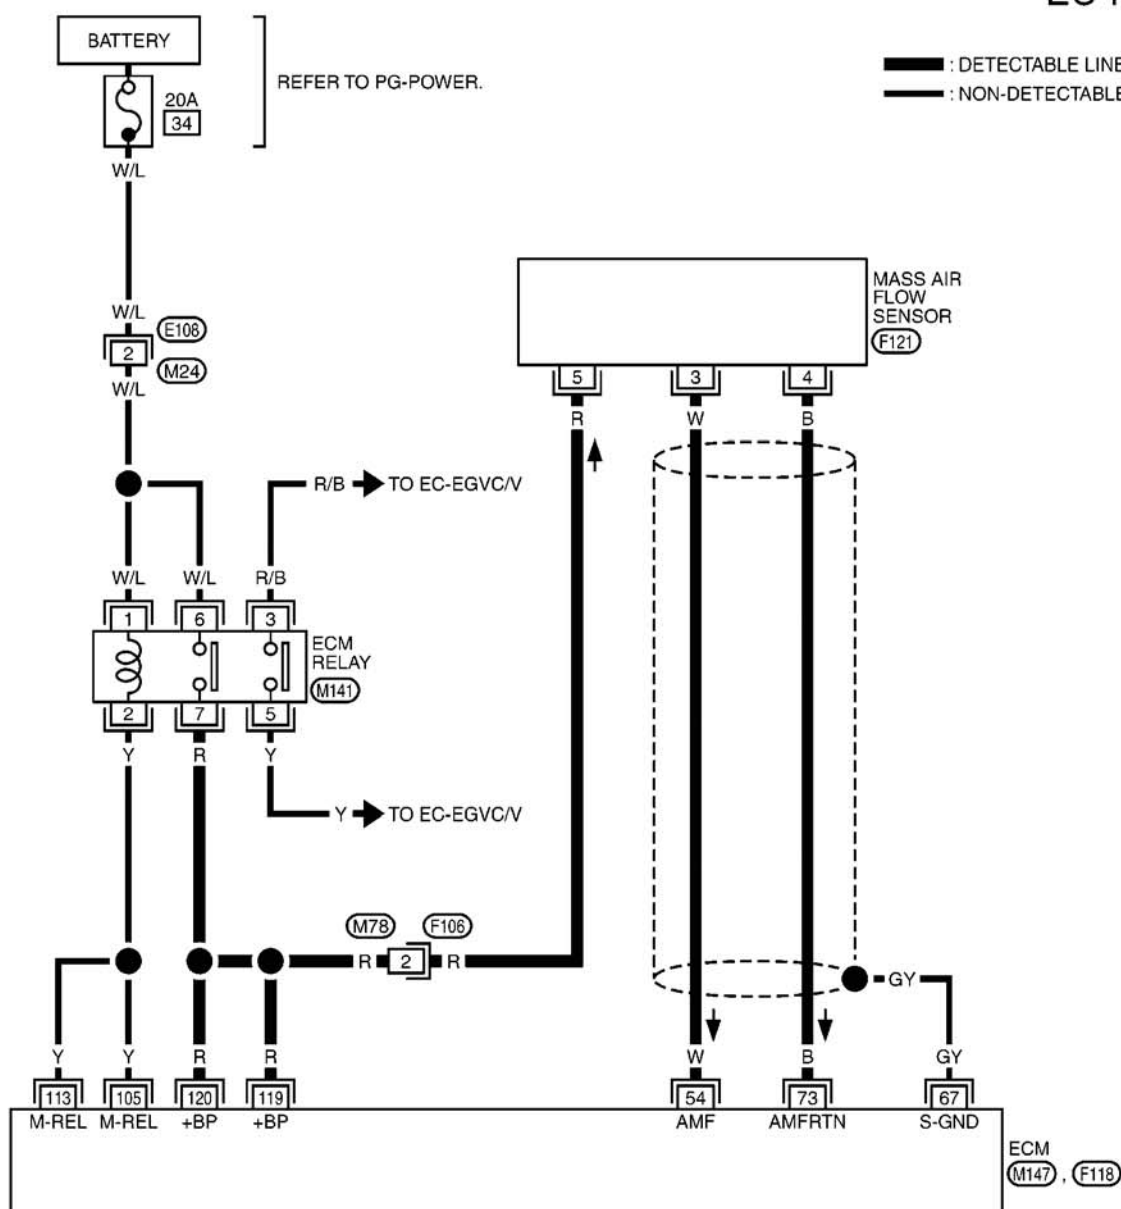 BATTERY
20A
34
REFER TO PG-POWER.
: DETECTABLE LINE
: NON-DETECTABLE
W/L
W/L
E108
2
M24
W/L
MASS AIR
FLOW
SENSOR
F121
5 3 4
R W B
R/B TO EC-EGVC/V
W/L W/L R/B
1 6 3
ECM
RELAY
M141
2 7 5
Y R Y
Y TO EC-EGVC/V
M78 F106
R 2 R
GY
Y Y R R W B GY
113 105 120 119 54 73 67
M-REL M-REL +BP +BP AMF AMFRTN S-GND
ECM
M147 , F118